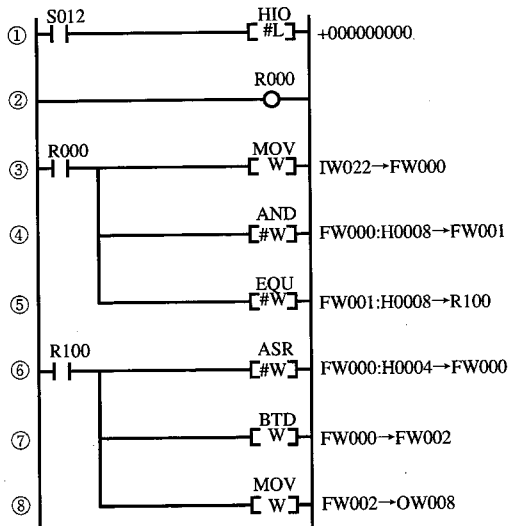 S012 HIO
① #L +000000000
R000
②
R000 MOV
③ W IW022→FW000
AND
④ #W FW000:H0008→FW001
EQU
⑤ #W FW001:H0008→R100
R100 ASR
⑥ #W FW000:H0004→FW000
BTD
⑦ W FW000→FW002
MOV
⑧ W FW002→OW008